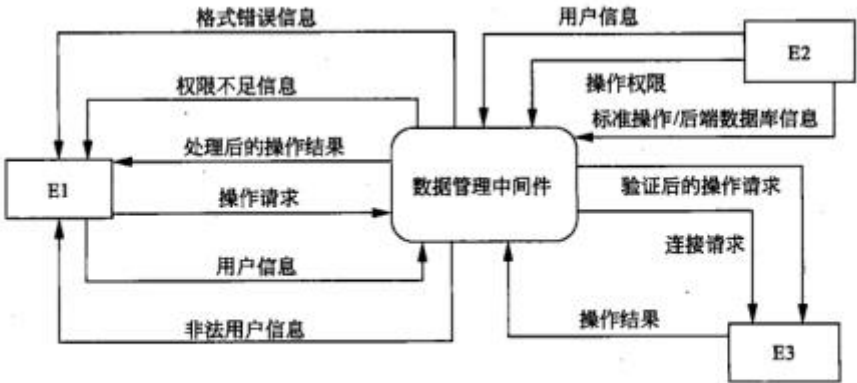 格式错误信息
用户信息
E2
权限不足信息
操作权限
标准操作/后端数据库信息
处理后的操作结果
E1
数据管理中间件
验证后的操作请求
操作请求
连接请求
用户信息
非法用户信息
操作结果
E3